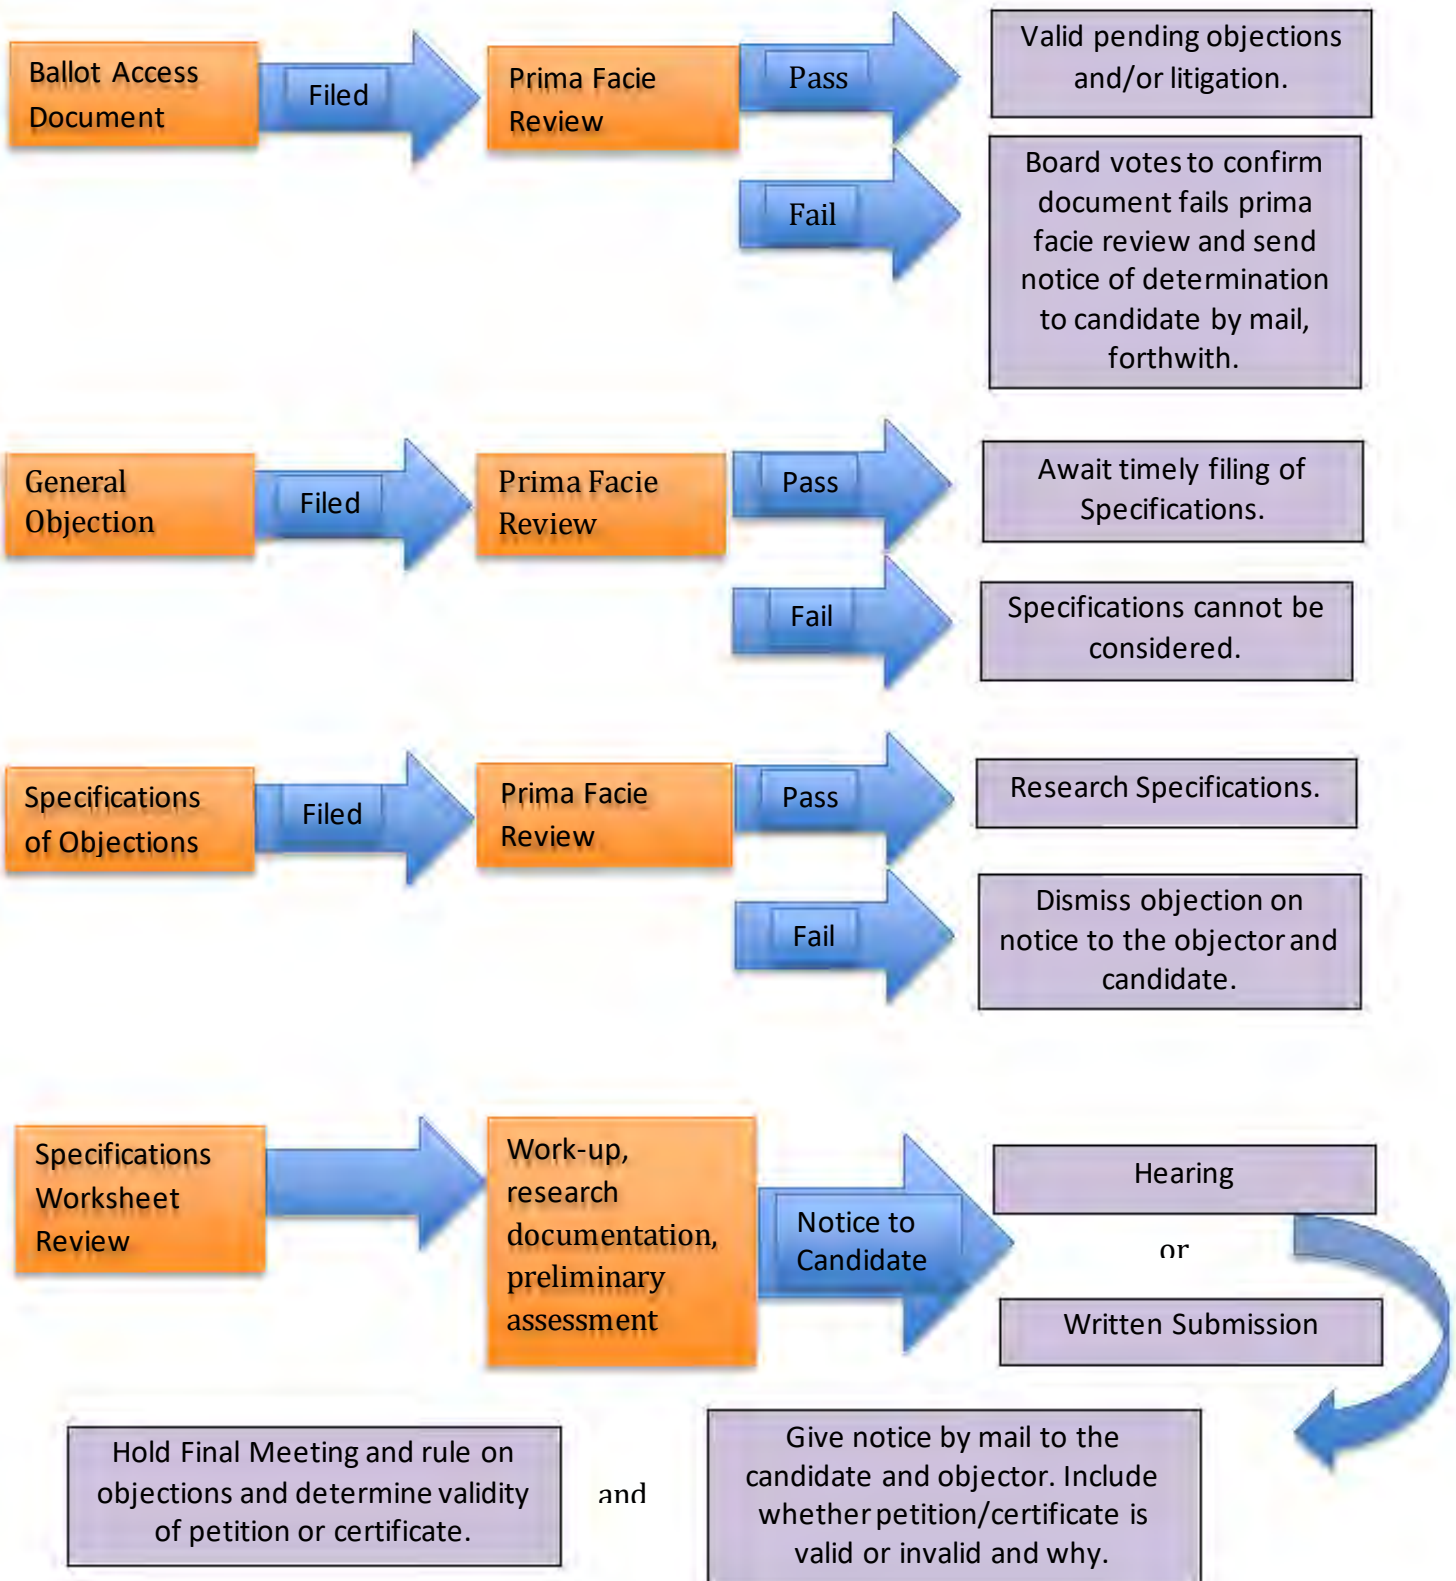 Ballot Access
Document
Filed
Prima Facie
Review
Pass
Valid pending objections
and/or litigation.
Fail
Board votes to confirm
document fails prima
facie review and send
notice of determination
to candidate by mail,
forthwith.
General
Objection
Filed
Prima Facie
Review
Pass
Await timely filing of
Specifications.
Fail
Specifications cannot be
considered.
Specifications
of Objections
Filed
Prima Facie
Review
Pass
Research Specifications.
Fail
Dismiss objection on
notice to the objector and
candidate.
Specifications
Worksheet
Review
Work-up,
research
documentation,
preliminary
assessment
Notice to
Candidate
Hearing
or
Written Submission
Hold Final Meeting and rule on
objections and determine validity
of petition or certificate.
and
Give notice by mail to the
candidate and objector. Include
whether petition/certificate is
valid or invalid and why.